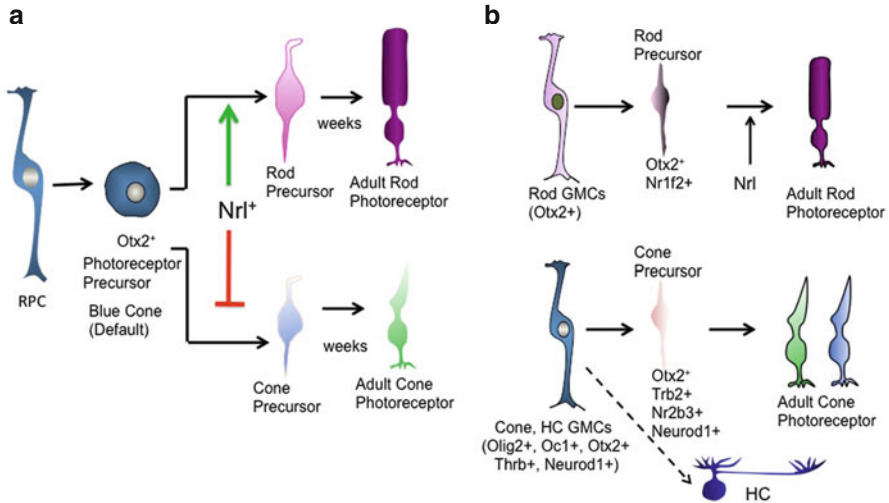 a
RPC
Otx2⁺
Photoreceptor
Precursor
Blue Cone
(Default)
Nrl⁺
Rod
Precursor
weeks
Adult Rod
Photoreceptor
Cone
Precursor
weeks
Adult Cone
Photoreceptor
b
Rod GMCs
(Otx2+)
Rod
Precursor
Otx2⁺
Nr1f2+
Nrl
Adult Rod
Photoreceptor
Cone, HC GMCs
(Olig2+, Oc1+, Otx2+
Thrb+, Neurod1+)
Cone
Precursor
Otx2⁺
Trb2+
Nr2b3+
Neurod1+
Adult Cone
Photoreceptor
HC